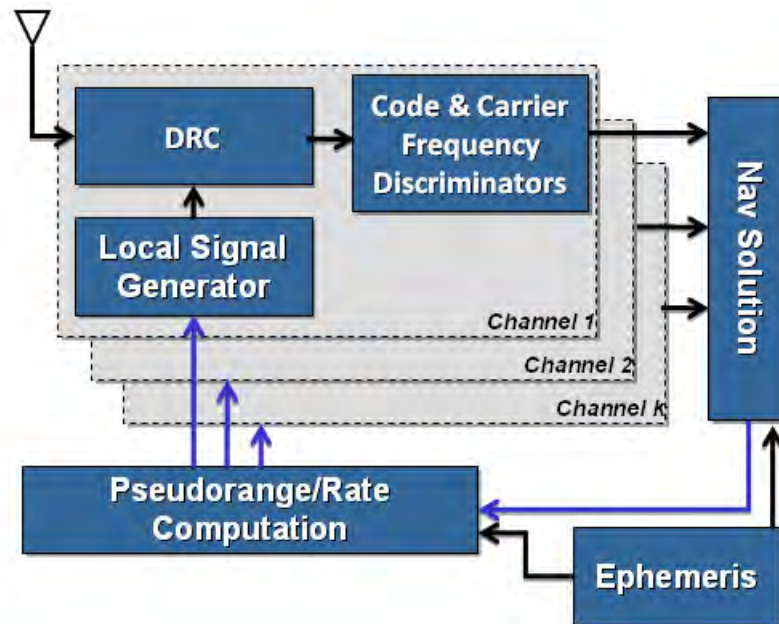 DRC
Code & Carrier
Frequency
Discriminators
Local Signal
Generator
Channel 1
Channel 2
Channel k
Nav Solution
Pseudorange/Rate
Computation
Ephemeris